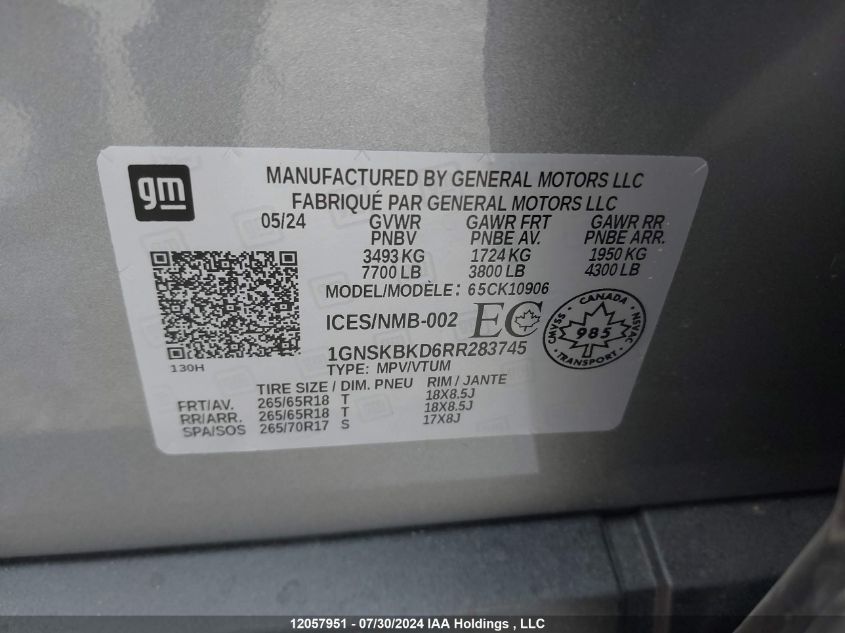 gm
MANUFACTURED BY GENERAL MOTORS LLC
FABRIQUÉ PAR GENERAL MOTORS LLC
05/24 GVWR GAWR FRT GAWR RR
PNBV PNBE AV. PNBE ARR.
3493 KG 1724 KG 1950 KG
7700 LB 3800 LB 4300 LB
MODEL/MODÈLE: 65CK10906
ICES/NMB-002 EC
CANADA
CMVSS 985 NSVAC
TRANSPORT
1GNSKBKD6RR283745
130H
TYPE: MPV/VTUM
TIRE SIZE / DIM. PNEU RIM / JANTE
FRT/AV. 265/65R18 T 18X8.5J
RR/ARR. 265/65R18 T 18X8.5J
SPA/SOS 265/70R17 S 17X8J
12057951 - 07/30/2024 IAA Holdings , LLC